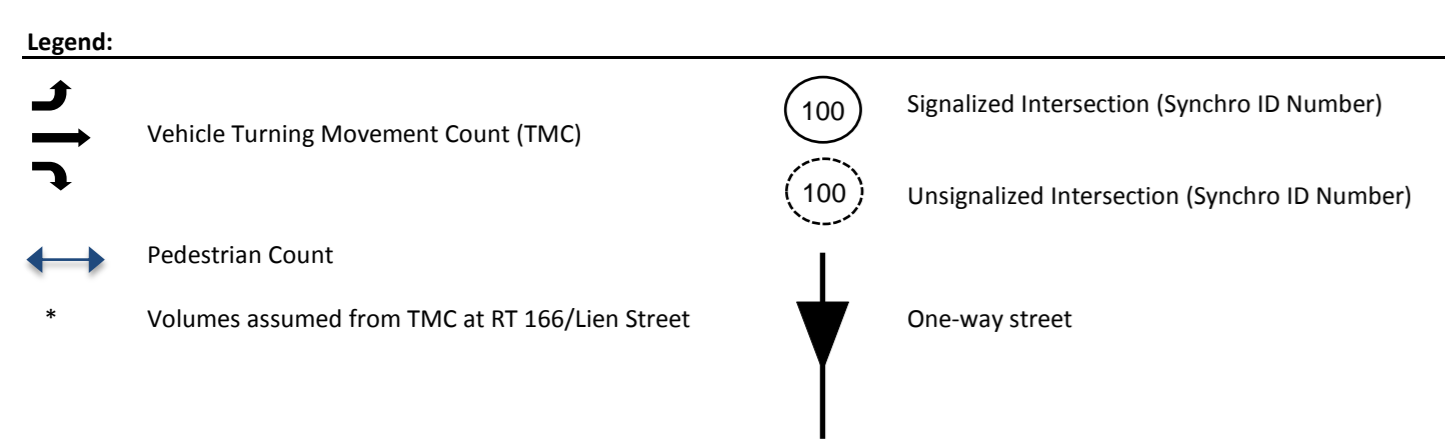 Legend:
Vehicle Turning Movement Count (TMC)
Pedestrian Count
* Volumes assumed from TMC at RT 166/Lien Street
100 Signalized Intersection (Synchro ID Number)
100 Unsignalized Intersection (Synchro ID Number)
One-way street